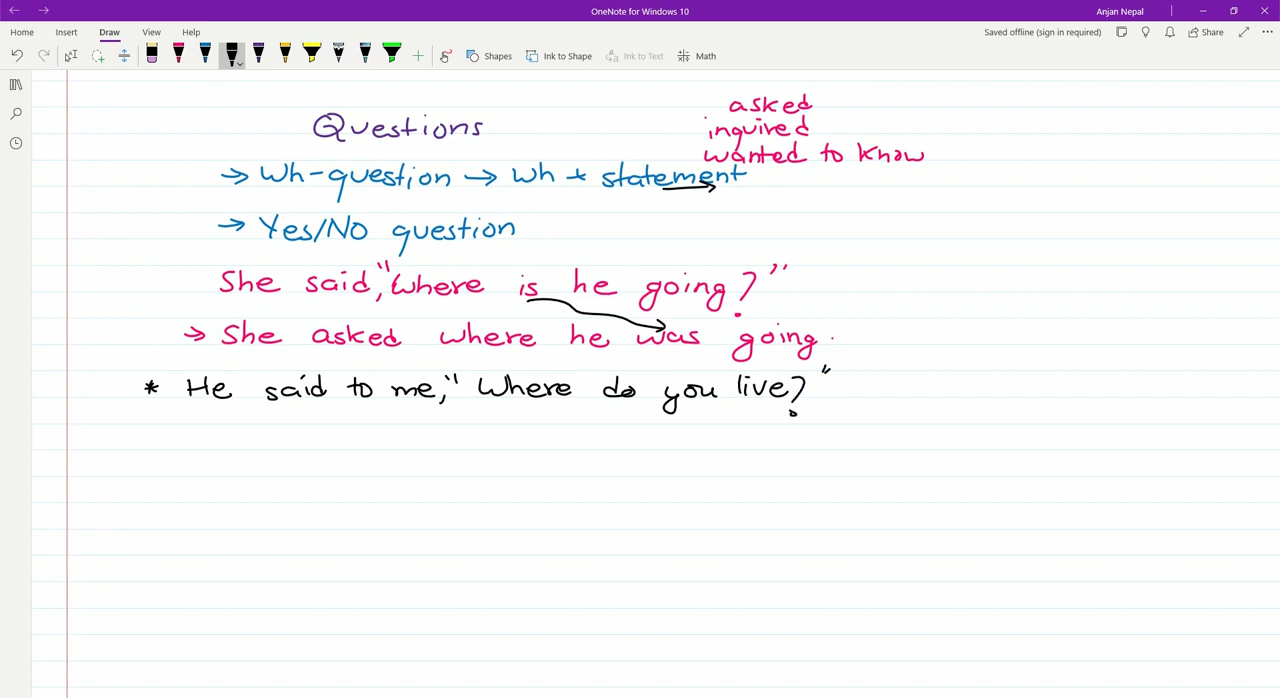 OneNote for Windows 10
Anjan Nepal
Home Insert Draw View Help
Saved offline (sign in required)
Share
Shapes
Ink to Shape
Ink to Text
Math
asked
inquired
wanted to know
Questions
→ Wh-question → Wh + statement
→ Yes/No question
She said, "Where is he going?"
→ She asked where he was going.
* He said to me, "Where do you live?"